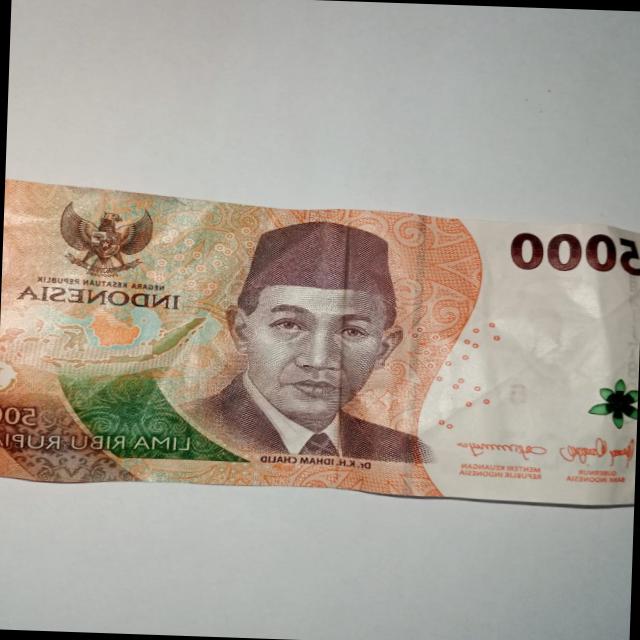 NEGARA KESATUAN REPUBLIK
INDONESIA
5000
500
LIMA RIBU RUPI
Dr. K.H. IDHAM CHALID
GUBERNUR
BANK INDONESIA
MENTERI KEUANGAN
REPUBLIK INDONESIA